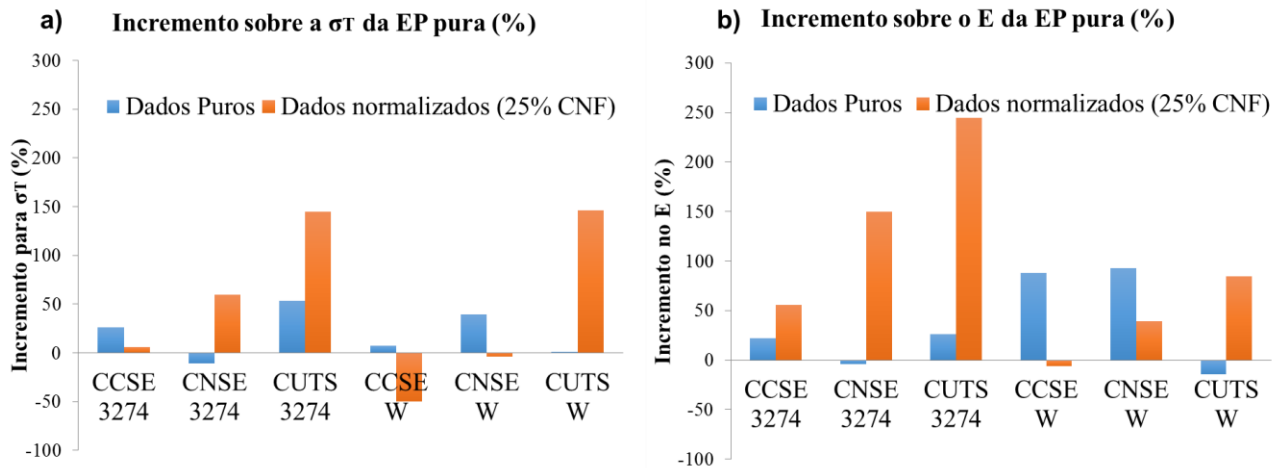 a) Incremento sobre a σT da EP pura (%)
Incremento para σT (%)
300
250
200
150
100
50
0
-50
-100
Dados Puros Dados normalizados (25% CNF)
CCSE CNSE CUTS CCSE CNSE CUTS
3274 3274 3274 W W W
b) Incremento sobre o E da EP pura (%)
Incremento no E (%)
300
250
200
150
100
50
0
-50
-100
Dados Puros Dados normalizados (25% CNF)
CCSE CNSE CUTS CCSE CNSE CUTS
3274 3274 3274 W W W